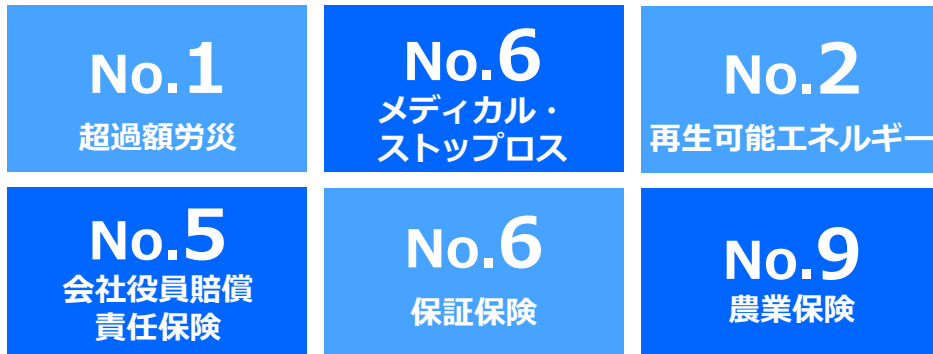 No.1
超過額労災
No.6
メディカル・
ストップロス
No.2
再生可能エネルギー
No.5
会社役員賠償
責任保険
No.6
保証保険
No.9
農業保険